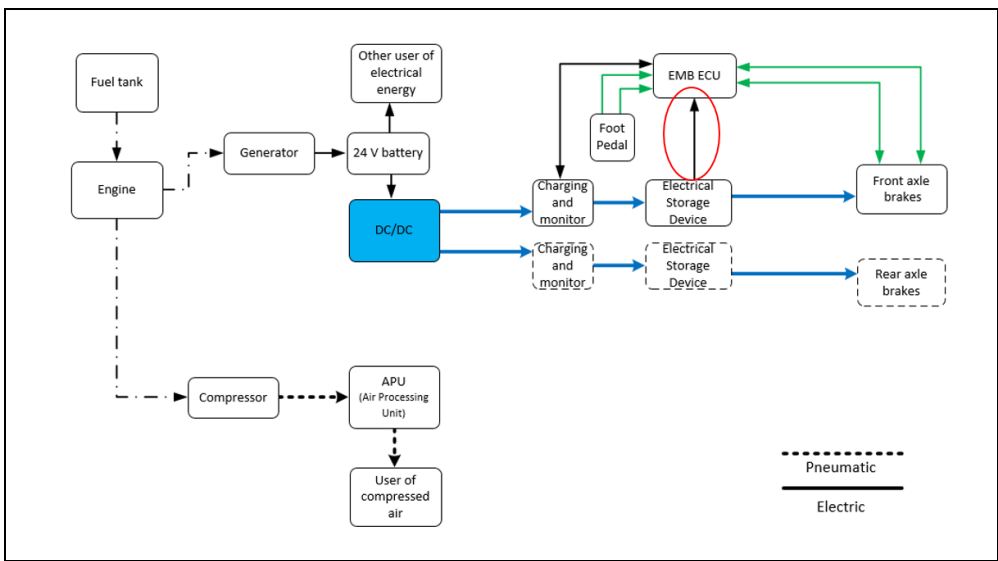 Fuel tank
Other user of
electrical
energy
EMB ECU
Foot
Pedal
Generator
24 V battery
Engine
Charging
and
monitor
Electrical
Storage
Device
Front axle
brakes
DC/DC
Charging
and
monitor
Electrical
Storage
Device
Rear axle
brakes
Compressor
APU
(Air Processing
Unit)
Pneumatic
User of
compressed
air
Electric